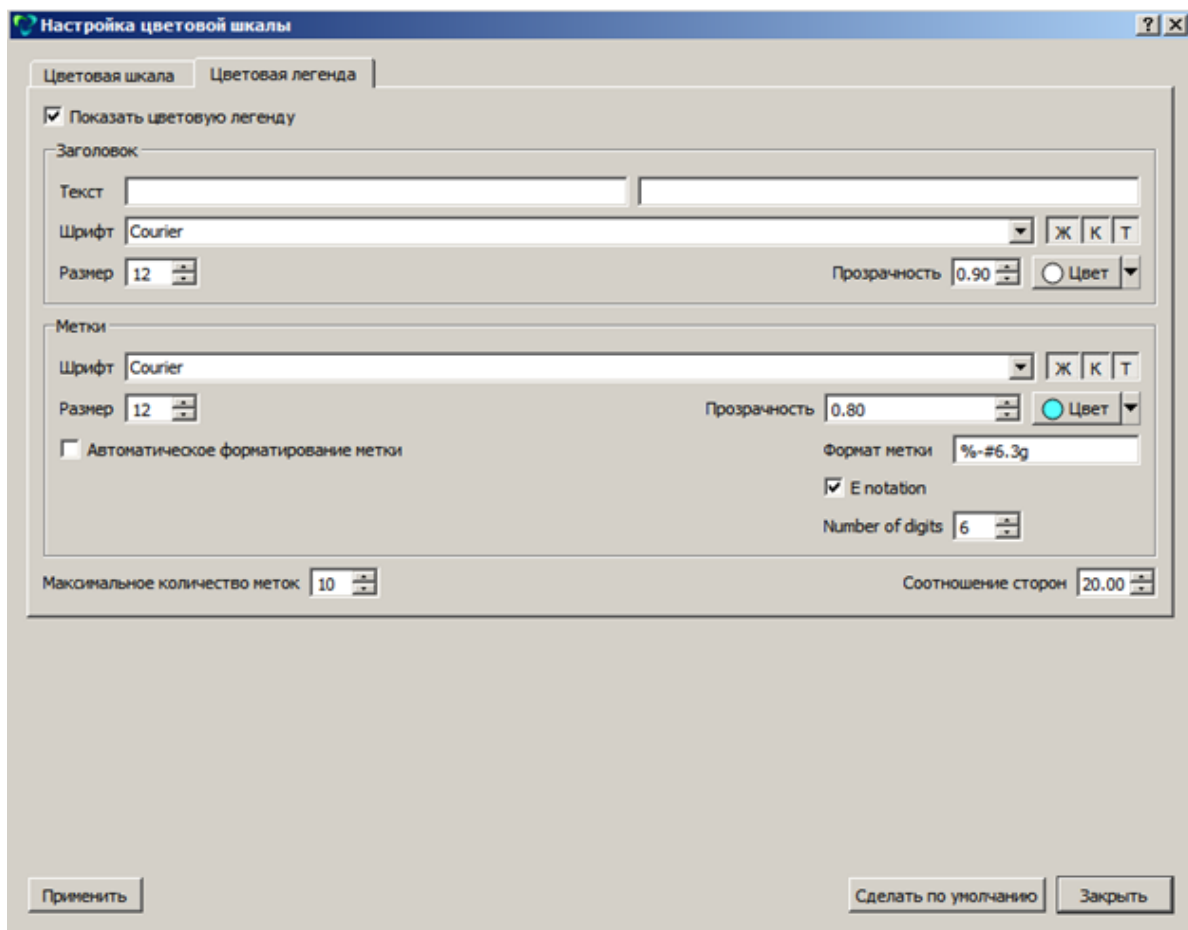 Настройка цветовой шкалы
Цветовая шкала Цветовая легенда
Показать цветовую легенду
Заголовок
Текст
Шрифт Courier Ж К Т
Размер 12 Прозрачность 0.90 Цвет
Метки
Шрифт Courier Ж К Т
Размер 12 Прозрачность 0.80 Цвет
Автоматическое форматирование метки Формат метки %-#6.3g
E notation
Number of digits 6
Максимальное количество меток 10 Соотношение сторон 20.00
Применить Сделать по умолчанию Закрыть